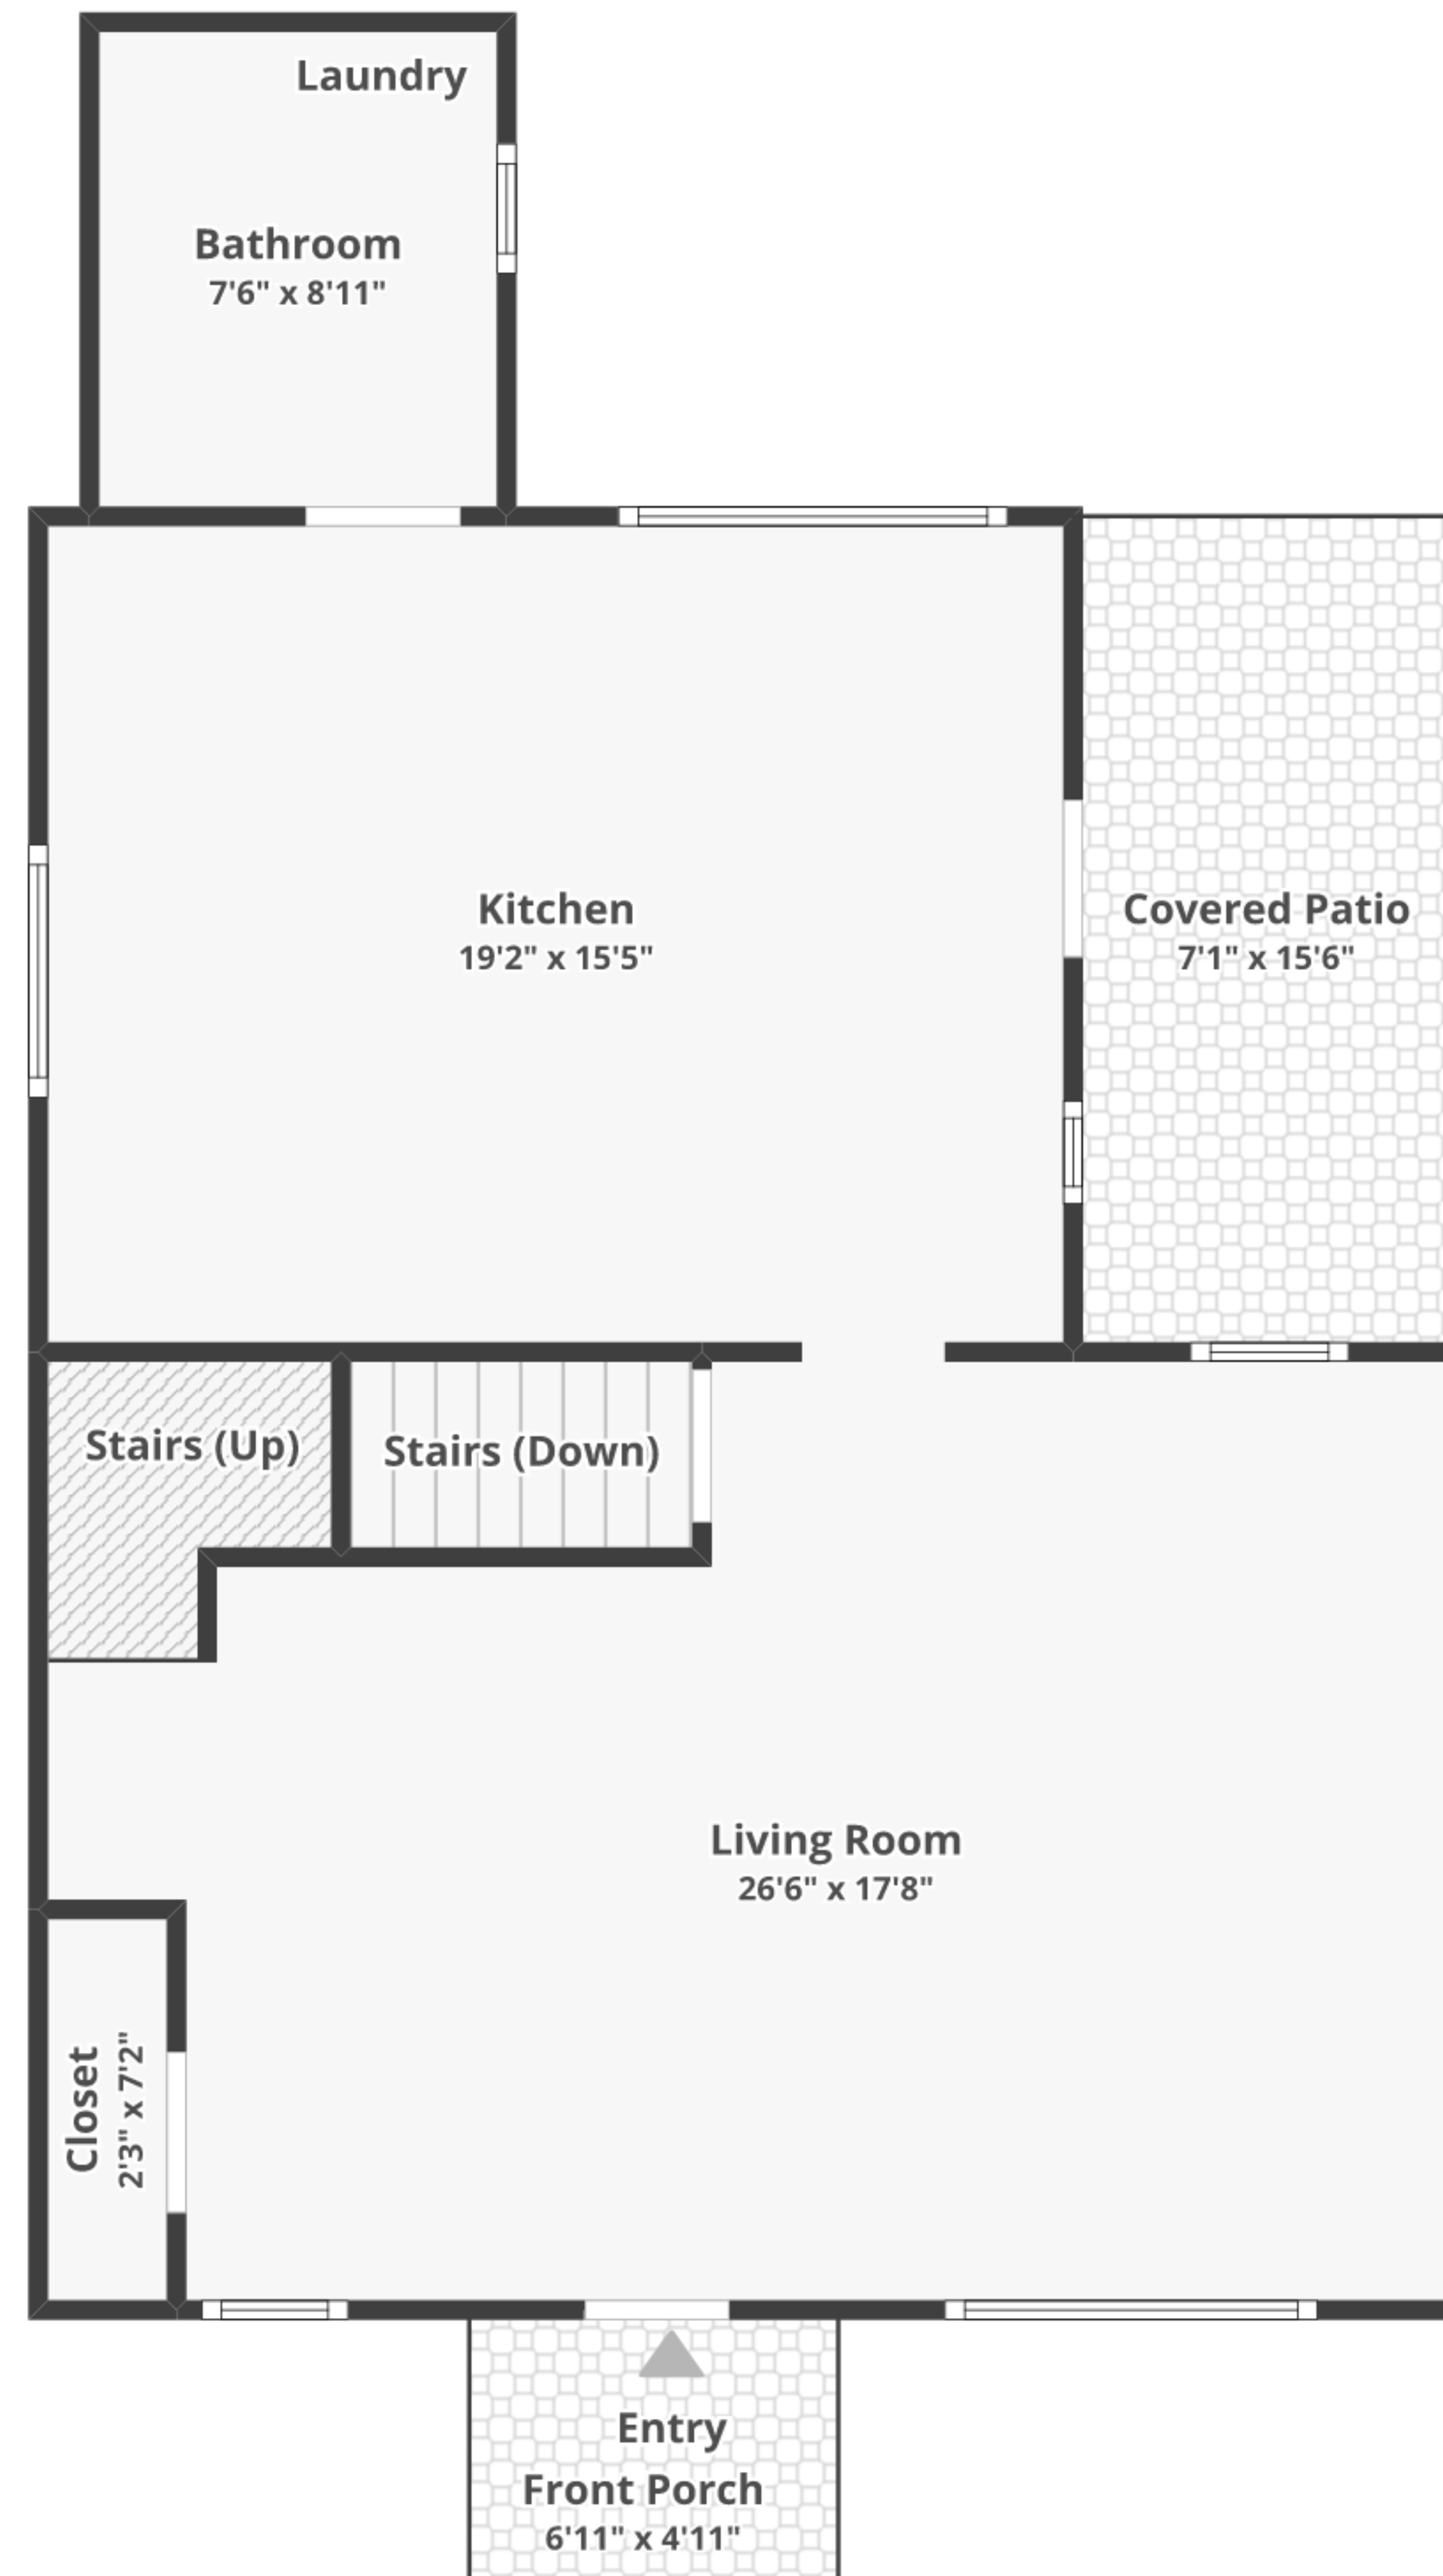 Laundry
Bathroom
7'6" x 8'11"
Kitchen
19'2" x 15'5"
Covered Patio
7'1" x 15'6"
Stairs (Up)
Stairs (Down)
Living Room
26'6" x 17'8"
Closet
2'3" x 7'2"
Entry
Front Porch
6'11" x 4'11"